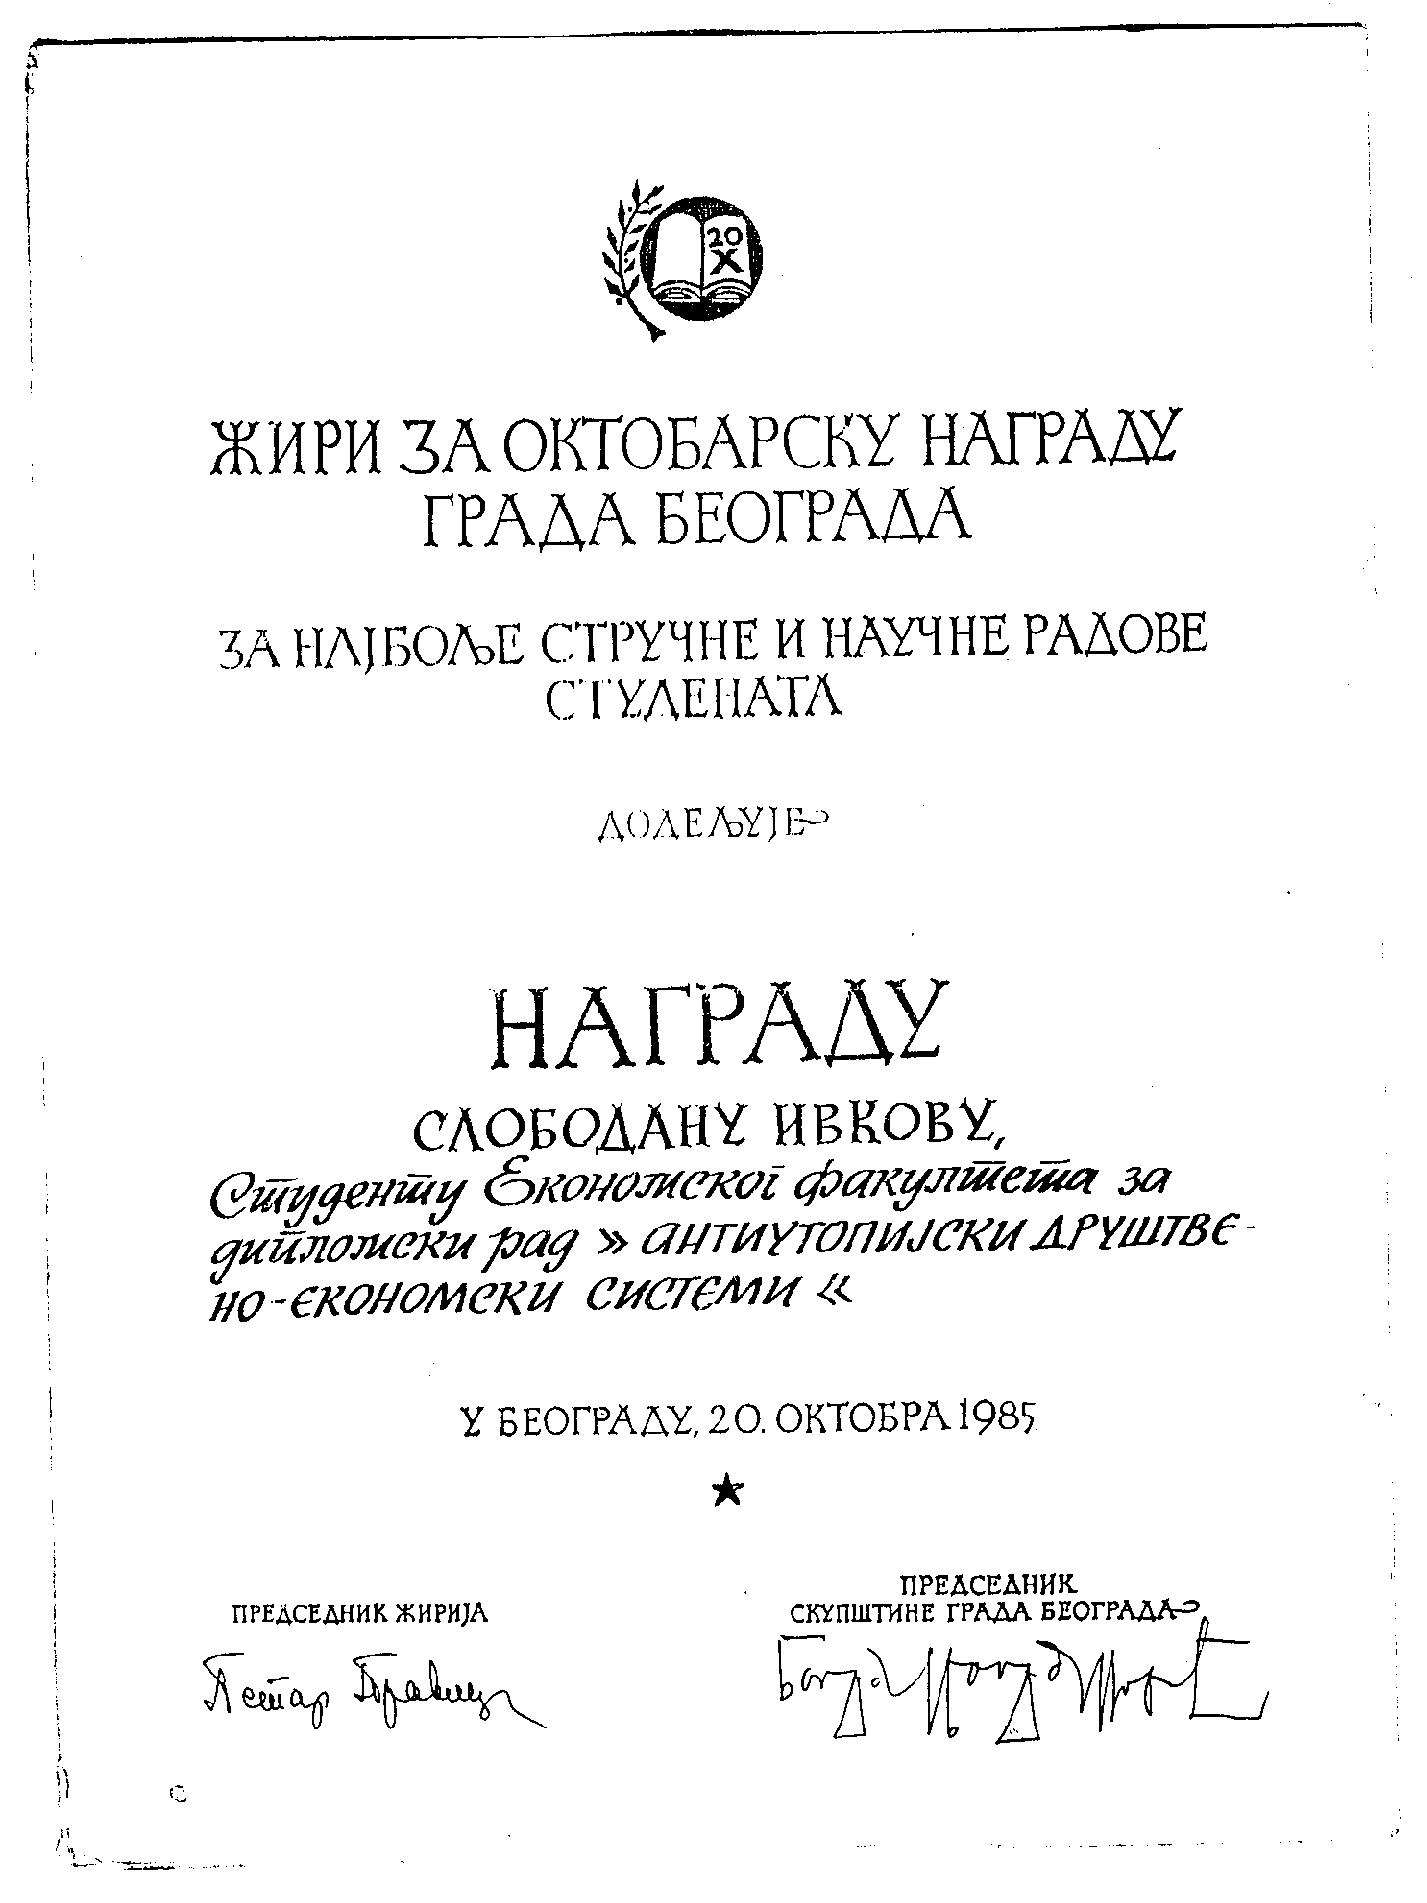 20
X
ЖИРИ ЗА ОКТОБАРСКУ НАГРАДУ
ГРАДА БЕОГРАДА
ЗА НАЈБОЉЕ СТРУЧНЕ И НАУЧНЕ РАДОВЕ
СТУДЕНАТА
ДОДЕЉУЈЕ
НАГРАДУ
СЛОБОДАНУ ИВКОВУ,
Студенту Економског факултета за
дипломски рад » АНТИУТОПИЈСКИ ДРУШТВЕ-
НО-ЕКОНОМСКИ СИСТЕМИ «
У БЕОГРАДУ, 20. ОКТОБРА 1985
ПРЕДСЕДНИК ЖИРИЈА
ПРЕДСЕДНИК
СКУПШТИНЕ ГРАДА БЕОГРАДА
Петар